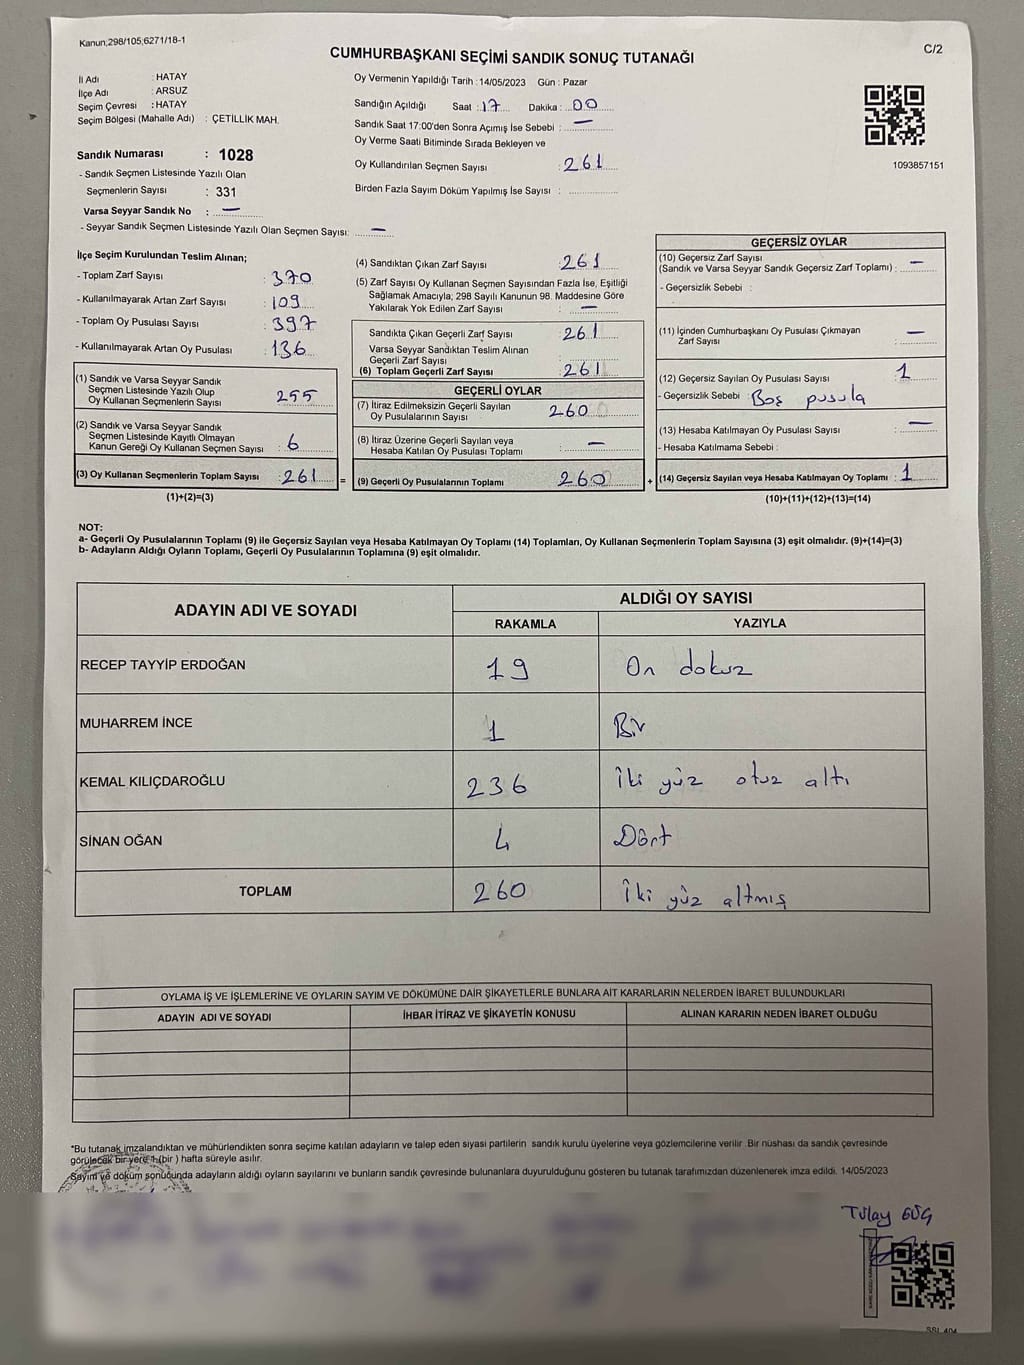 Kanun;298/105;6271/18-1
C/2
CUMHURBAŞKANI SEÇİMİ SANDIK SONUÇ TUTANAĞI
İl Adı : HATAY
İlçe Adı : ARSUZ
Seçim Çevresi : HATAY
Seçim Bölgesi (Mahalle Adı) : ÇETİLLİK MAH.
Sandık Numarası : 1028
- Sandık Seçmen Listesinde Yazılı Olan
Seçmenlerin Sayısı : 331
Varsa Seyyar Sandık No : —
- Seyyar Sandık Seçmen Listesinde Yazılı Olan Seçmen Sayısı: —
Oy Vermenin Yapıldığı Tarih : 14/05/2023 Gün : Pazar
Sandığın Açıldığı Saat : 17 Dakika : 00
Sandık Saat 17:00'den Sonra Açımış İse Sebebi : —
Oy Verme Saati Bitiminde Sırada Bekleyen ve
Oy Kullandırılan Seçmen Sayısı : 261
Birden Fazla Sayım Döküm Yapılmış İse Sayısı :
1093857151
İlçe Seçim Kurulundan Teslim Alınan;
- Toplam Zarf Sayısı : 370
- Kullanılmayarak Artan Zarf Sayısı : 109
- Toplam Oy Pusulası Sayısı : 397
- Kullanılmayarak Artan Oy Pusulası : 136
(1) Sandık ve Varsa Seyyar Sandık
Seçmen Listesinde Yazılı Olup
Oy Kullanan Seçmenlerin Sayısı : 255
(2) Sandık ve Varsa Seyyar Sandık
Seçmen Listesinde Kayıtlı Olmayan
Kanun Gereği Oy Kullanan Seçmen Sayısı : 6
(3) Oy Kullanan Seçmenlerin Toplam Sayısı : 261
(1)+(2)=(3)
(4) Sandıktan Çıkan Zarf Sayısı : 261
(5) Zarf Sayısı Oy Kullanan Seçmen Sayısından Fazla İse, Eşitliği
Sağlamak Amacıyla; 298 Sayılı Kanunun 98. Maddesine Göre
Yakılarak Yok Edilen Zarf Sayısı : —
Sandıkta Çıkan Geçerli Zarf Sayısı : 261
Varsa Seyyar Sandıktan Teslim Alınan
Geçerli Zarf Sayısı :
(6) Toplam Geçerli Zarf Sayısı : 261
GEÇERLİ OYLAR
(7) İtiraz Edilmeksizin Geçerli Sayılan
Oy Pusulalarının Sayısı 260
(8) İtiraz Üzerine Geçerli Sayılan veya
Hesaba Katılan Oy Pusulası Toplamı : —
= (9) Geçerli Oy Pusulalarının Toplamı 260
GEÇERSİZ OYLAR
(10) Geçersiz Zarf Sayısı
(Sandık ve Varsa Seyyar Sandık Geçersiz Zarf Toplamı) : —
- Geçersizlik Sebebi :
(11) İçinden Cumhurbaşkanı Oy Pusulası Çıkmayan
Zarf Sayısı : —
(12) Geçersiz Sayılan Oy Pusulası Sayısı : 1
- Geçersizlik Sebebi : Boş pusula
(13) Hesaba Katılmayan Oy Pusulası Sayısı : —
- Hesaba Katılmama Sebebi :
+ (14) Geçersiz Sayılan veya Hesaba Katılmayan Oy Toplamı : 1
(10)+(11)+(12)+(13)=(14)
NOT:
a- Geçerli Oy Pusulalarının Toplamı (9) ile Geçersiz Sayılan veya Hesaba Katılmayan Oy Toplamı (14) Toplamları, Oy Kullanan Seçmenlerin Toplam Sayısına (3) eşit olmalıdır. (9)+(14)=(3)
b- Adayların Aldığı Oyların Toplamı, Geçerli Oy Pusulalarının Toplamına (9) eşit olmalıdır.
ADAYIN ADI VE SOYADI ALDIĞI OY SAYISI
RAKAMLA YAZIYLA
RECEP TAYYİP ERDOĞAN 19 On dokuz
MUHARREM İNCE 1 Bir
KEMAL KILIÇDAROĞLU 236 İki yüz otuz altı
SİNAN OĞAN 4 Dört
TOPLAM 260 İki yüz altmış
OYLAMA İŞ VE İŞLEMLERİNE VE OYLARIN SAYIM VE DÖKÜMÜNE DAİR ŞİKAYETLERLE BUNLARA AİT KARARLARIN NELERDEN İBARET BULUNDUKLARI
ADAYIN ADI VE SOYADI İHBAR İTİRAZ VE ŞİKAYETİN KONUSU ALINAN KARARIN NEDEN İBARET OLDUĞU
*Bu tutanak imzalandıktan ve mühürlendikten sonra seçime katılan adayların ve talep eden siyasi partilerin sandık kurulu üyelerine veya gözlemcilerine verilir. Bir nüshası da sandık çevresinde
görülecek bir yere 1 (bir ) hafta süreyle asılır.
Sayım ve döküm sonucunda adayların aldığı oyların sayılarını ve bunların sandık çevresinde bulunanlara duyurulduğunu gösteren bu tutanak tarafımızdan düzenlenerek imza edildi. 14/05/2023
Tülay GÜÇ